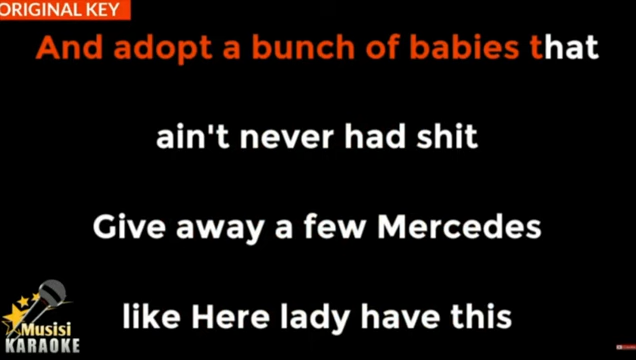 ORIGINAL KEY
And adopt a bunch of babies that
ain't never had shit
Give away a few Mercedes
like Here lady have this
Musisi
KARAOKE